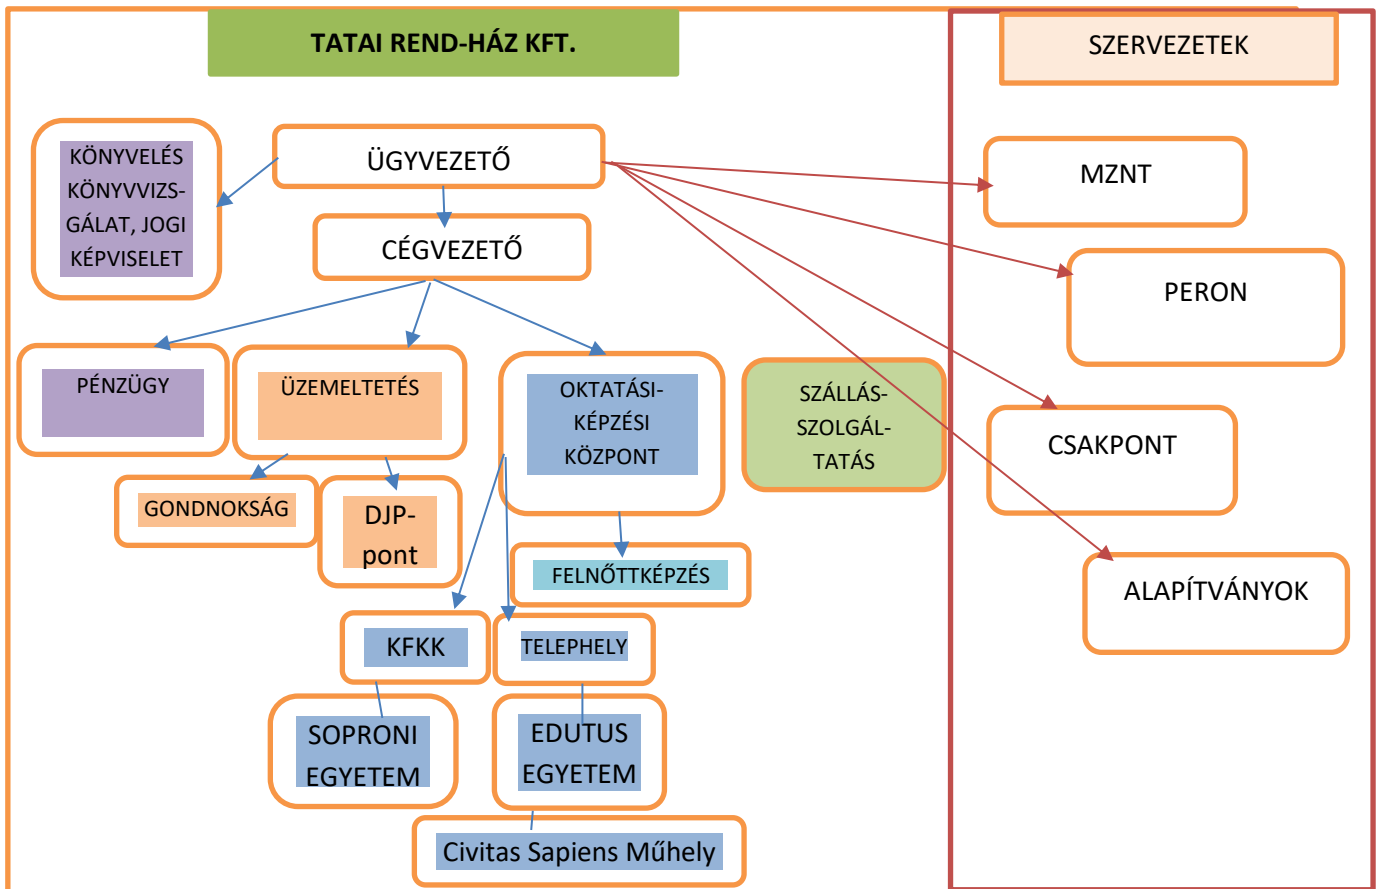 TATAI REND-HÁZ KFT.
SZERVEZETEK
KÖNYVELÉS
KÖNYVVIZS-
GÁLAT, JOGI
KÉPVISELET
ÜGYVEZETŐ
CÉGVEZETŐ
MZNT
PERON
PÉNZÜGY
ÜZEMELTETÉS
OKTATÁSI-
KÉPZÉSI
KÖZPONT
SZÁLLÁS-
SZOLGÁL-
TATÁS
CSAKPONT
GONDNOKSÁG
DJP-
pont
FELNŐTTKÉPZÉS
ALAPÍTVÁNYOK
KFKK
TELEPHELY
SOPRONI
EGYETEM
EDUTUS
EGYETEM
Civitas Sapiens Műhely